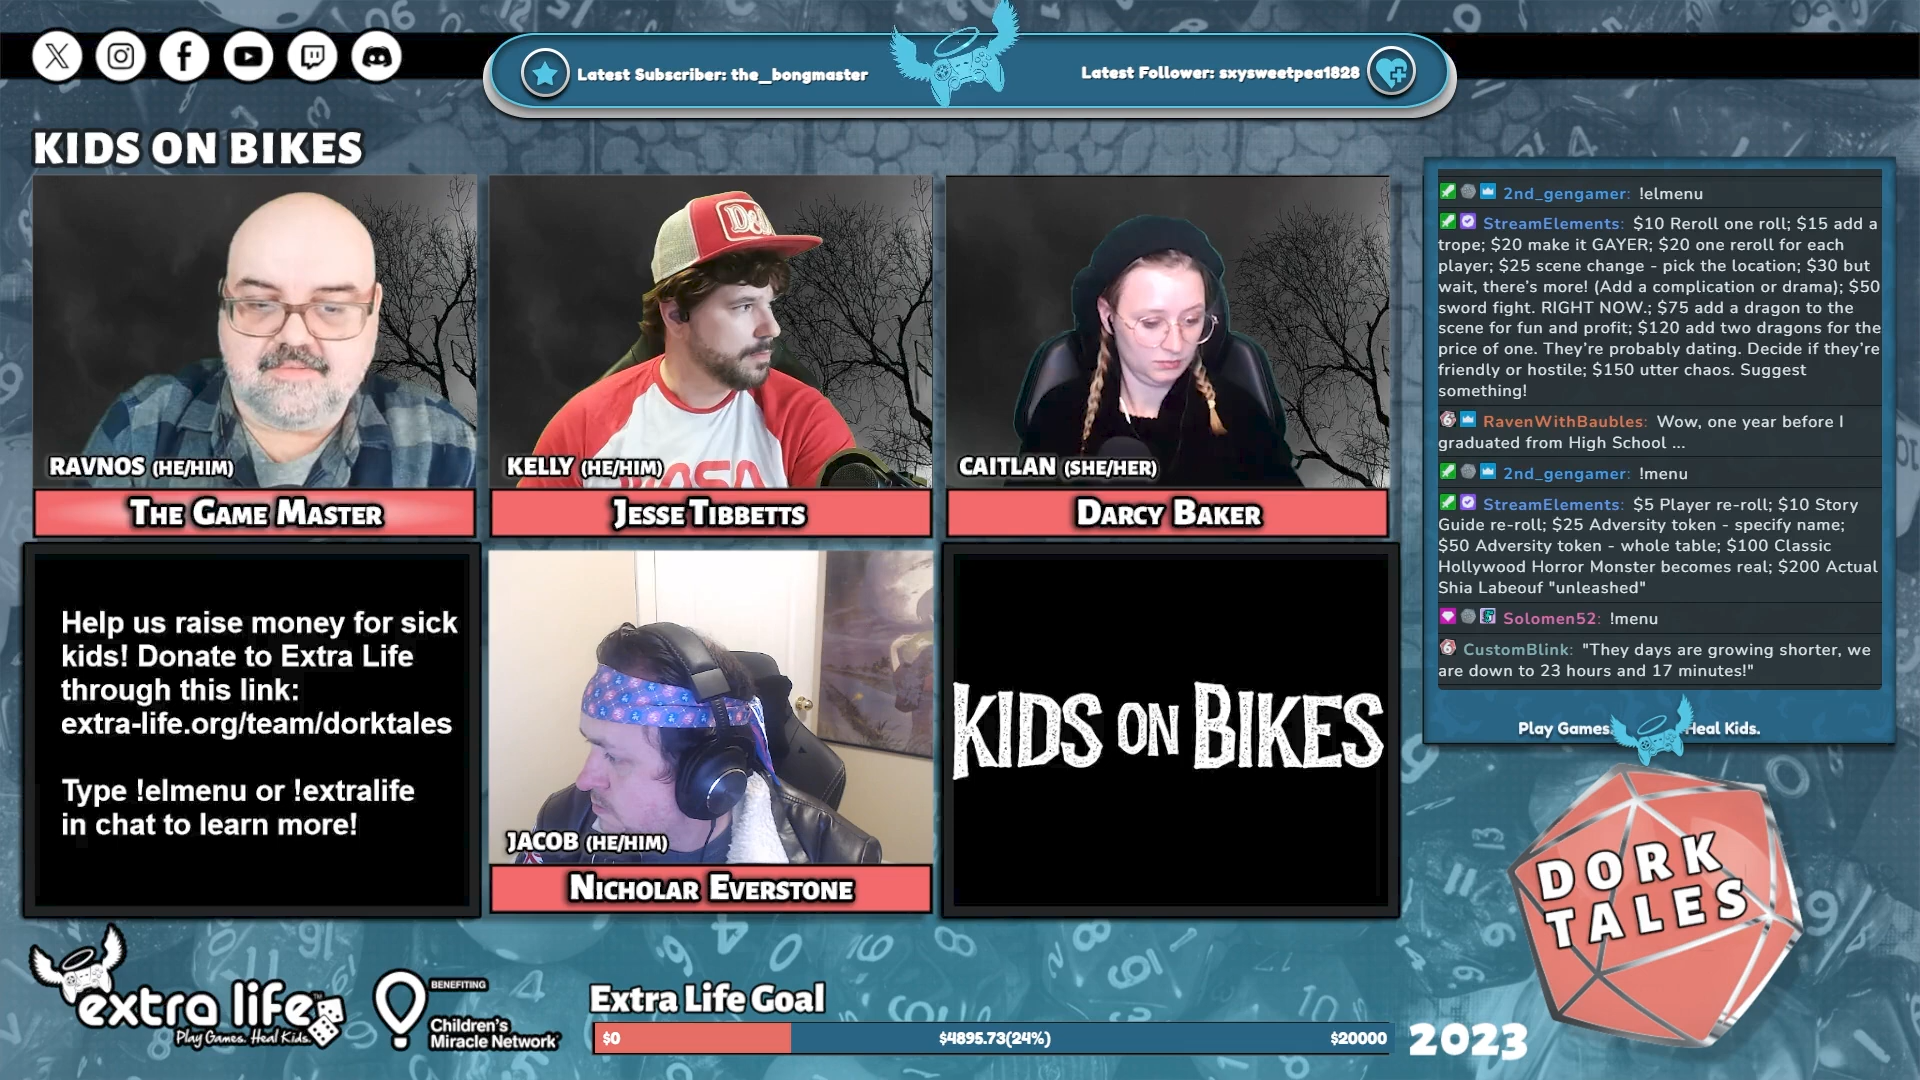 Latest Subscriber: the_bongmaster
Latest Follower: sxysweetpea1828
KIDS ON BIKES
D&D
RAVNOS (HE/HIM)
THE GAME MASTER
KELLY (HE/HIM)
JESSE TIBBETTS
CAITLAN (SHE/HER)
DARCY BAKER
Help us raise money for sick
kids! Donate to Extra Life
through this link:
extra-life.org/team/dorktales
Type !elmenu or !extralife
in chat to learn more!
JACOB (HE/HIM)
NICHOLAR EVERSTONE
KIDS ON BIKES
2nd_gengamer: !elmenu
StreamElements: $10 Reroll one roll; $15 add a
trope; $20 make it GAYER; $20 one reroll for each
player; $25 scene change - pick the location; $30 but
wait, there's more! (Add a complication or drama); $50
sword fight. RIGHT NOW.; $75 add a dragon to the
scene for fun and profit; $120 add two dragons for the
price of one. They're probably dating. Decide if they're
friendly or hostile; $150 utter chaos. Suggest
something!
RavenWithBaubles: Wow, one year before I
graduated from High School ...
2nd_gengamer: !menu
StreamElements: $5 Player re-roll; $10 Story
Guide re-roll; $25 Adversity token - specify name;
$50 Adversity token - whole table; $100 Classic
Hollywood Horror Monster becomes real; $200 Actual
Shia Labeouf "unleashed"
Solomen52: !menu
CustomBlink: "They days are growing shorter, we
are down to 23 hours and 17 minutes!"
Play Games. Heal Kids.
DORK
TALES
extra life
Play Games. Heal Kids.
BENEFITING
Children's
Miracle Network
Extra Life Goal
$0
$4895.73(24%)
$20000
2023